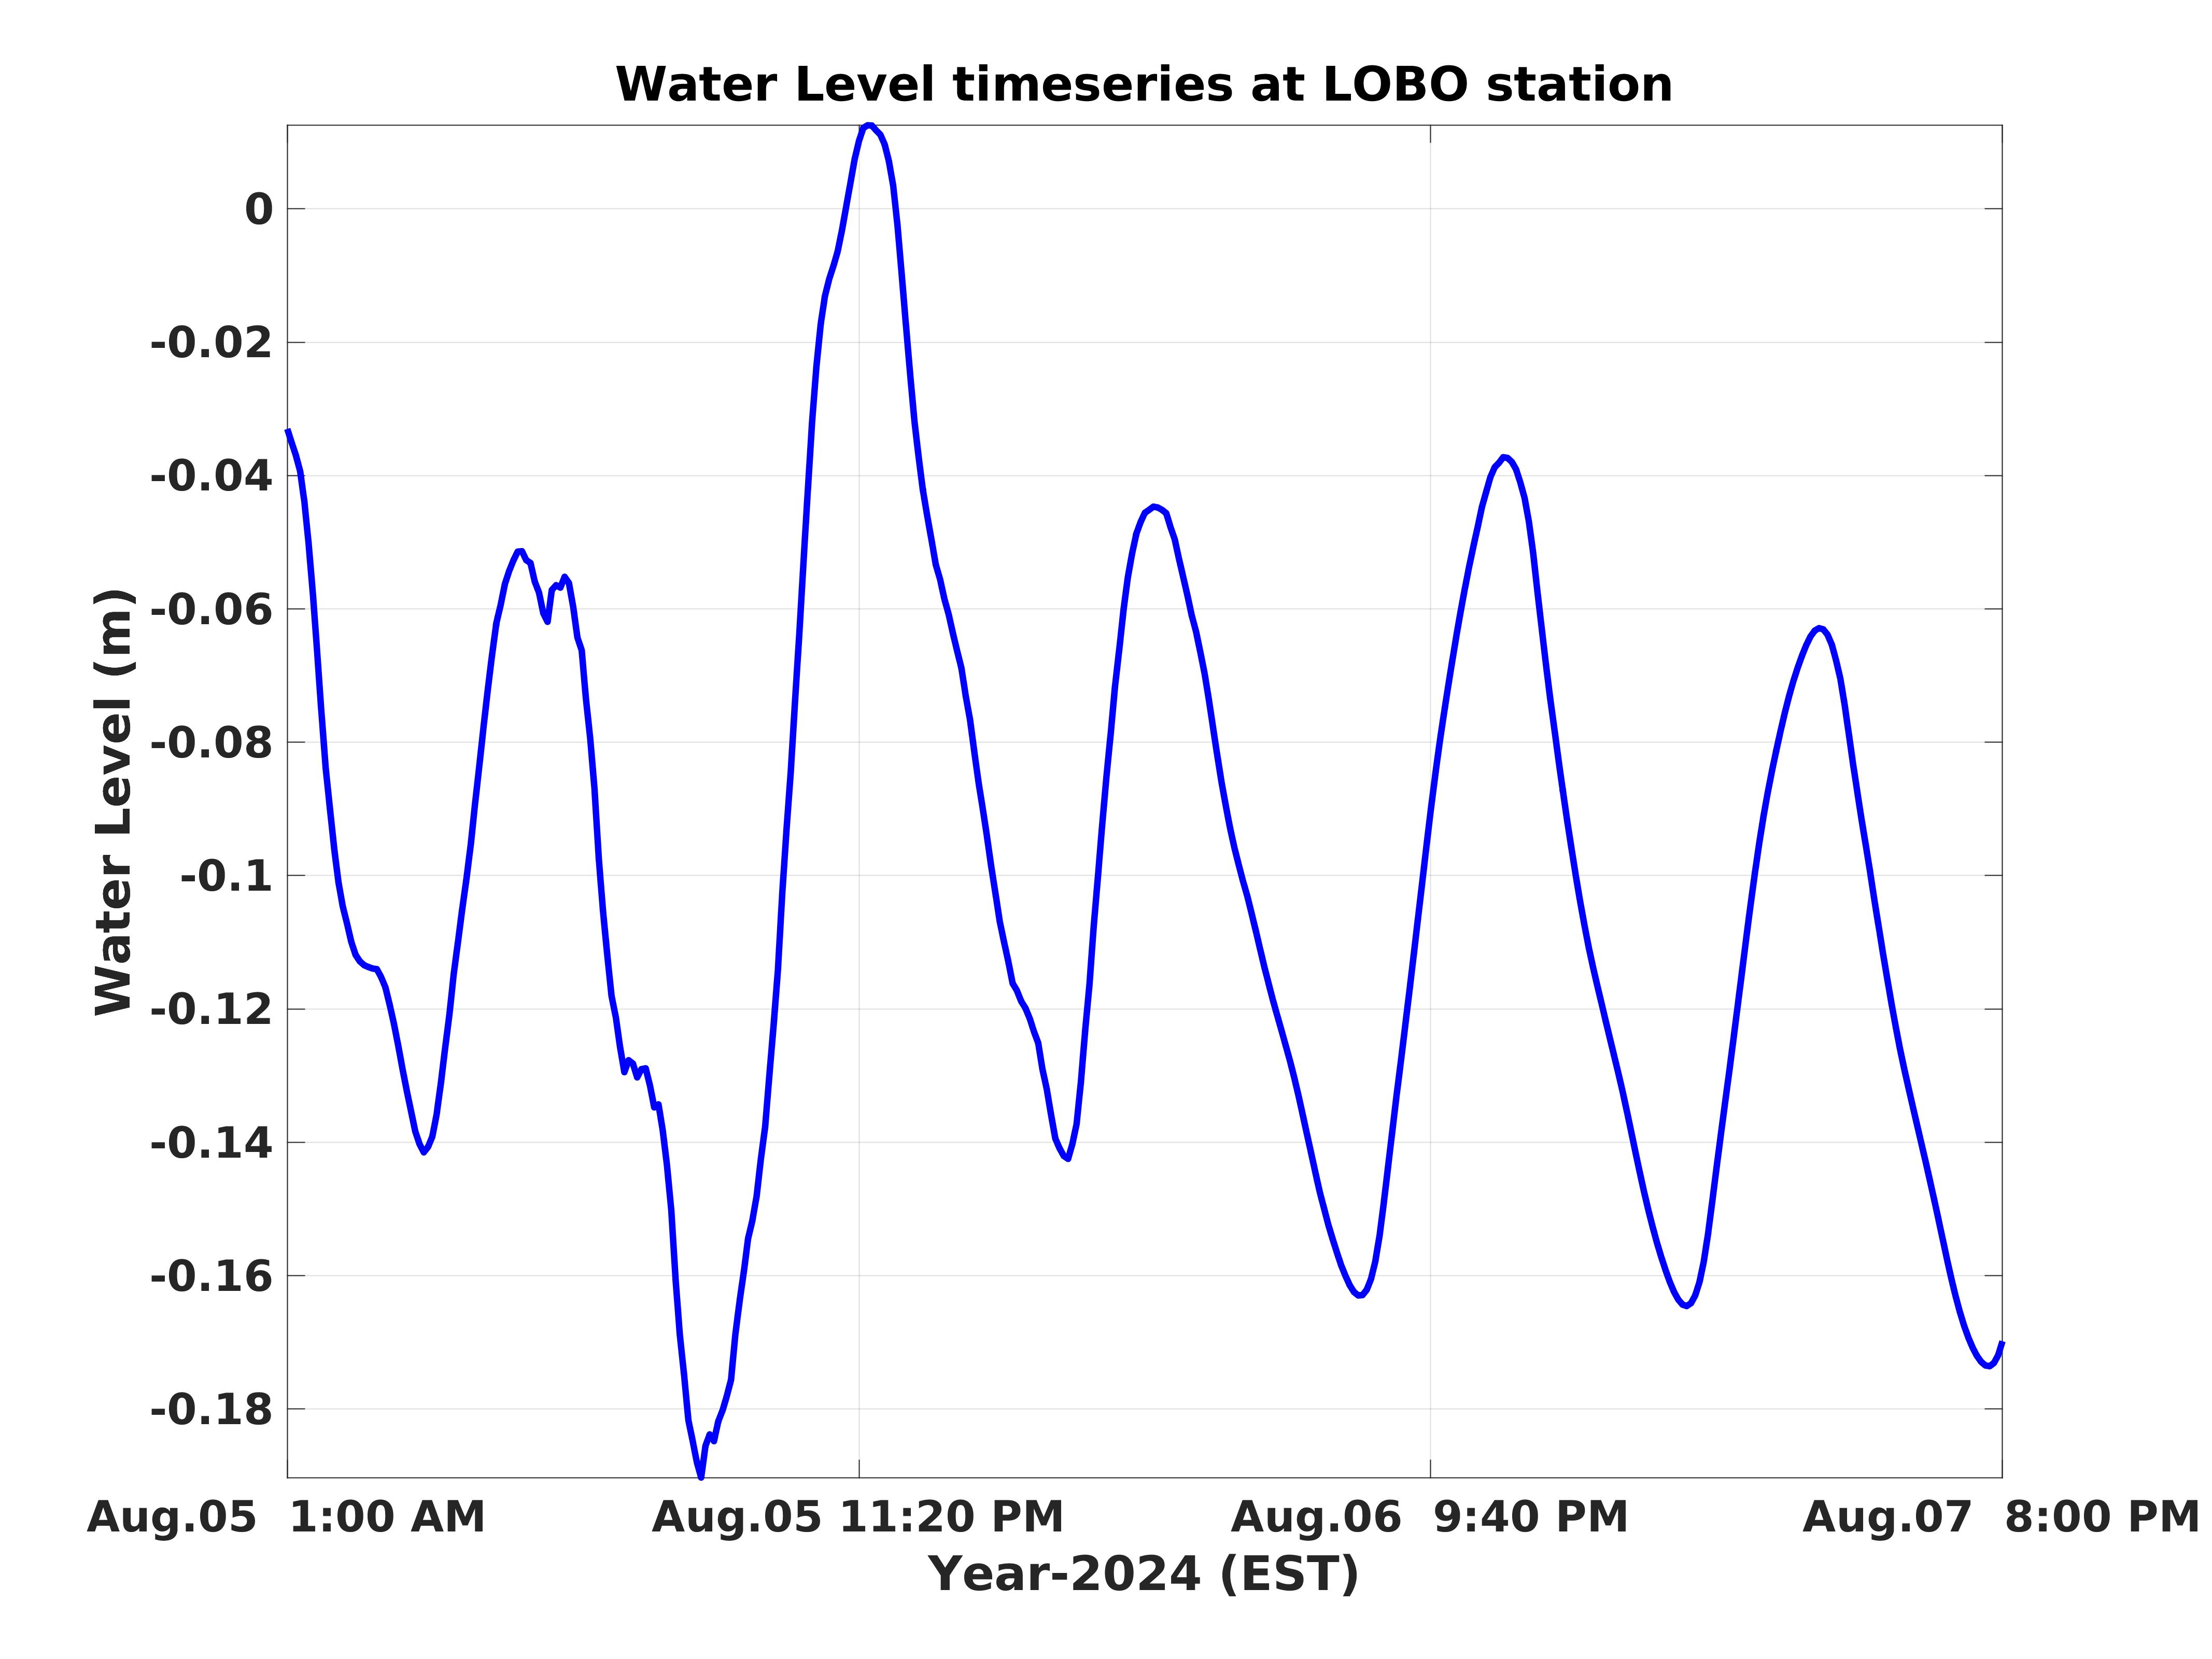 Water Level timeseries at LOBO station
Water Level (m)
0
-0.02
-0.04
-0.06
-0.08
-0.1
-0.12
-0.14
-0.16
-0.18
Aug.05 1:00 AM
Aug.05 11:20 PM
Aug.06 9:40 PM
Aug.07 8:00 PM
Year-2024 (EST)